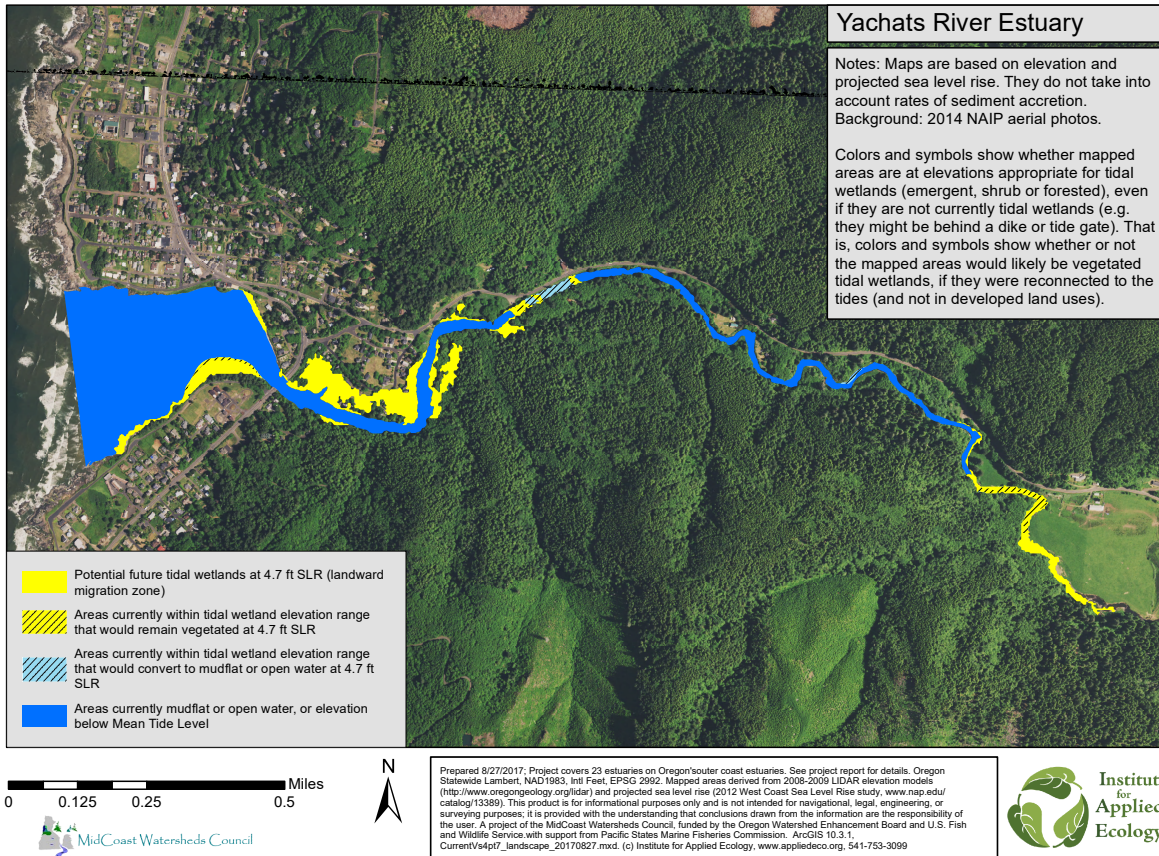 Yachats River Estuary
Notes: Maps are based on elevation and
projected sea level rise. They do not take into
account rates of sediment accretion.
Background: 2014 NAIP aerial photos.
Colors and symbols show whether mapped
areas are at elevations appropriate for tidal
wetlands (emergent, shrub or forested), even
if they are not currently tidal wetlands (e.g.
they might be behind a dike or tide gate). That
is, colors and symbols show whether or not
the mapped areas would likely be vegetated
tidal wetlands, if they were reconnected to the
tides (and not in developed land uses).
Potential future tidal wetlands at 4.7 ft SLR (landward
migration zone)
Areas currently within tidal wetland elevation range
that would remain vegetated at 4.7 ft SLR
Areas currently within tidal wetland elevation range
that would convert to mudflat or open water at 4.7 ft
SLR
Areas currently mudflat or open water, or elevation
below Mean Tide Level
Miles
0 0.125 0.25 0.5
MidCoast Watersheds Council
N
Prepared 8/27/2017; Project covers 23 estuaries on Oregon'souter coast estuaries. See project report for details. Oregon
Statewide Lambert, NAD1983, Intl Feet, EPSG 2992. Mapped areas derived from 2008-2009 LIDAR elevation models
(http://www.oregongeology.org/lidar) and projected sea level rise (2012 West Coast Sea Level Rise study, www.nap.edu/
catalog/13389). This product is for informational purposes only and is not intended for navigational, legal, engineering, or
surveying purposes; it is provided with the understanding that conclusions drawn from the information are the responsibility of
the user. A project of the MidCoast Watersheds Council, funded by the Oregon Watershed Enhancement Board and U.S. Fish
and Wildlife Service.with support from Pacific States Marine Fisheries Commission. ArcGIS 10.3.1,
CurrentVs4pt7_landscape_20170827.mxd. (c) Institute for Applied Ecology, www.appliedeco.org, 541-753-3099
Institute
for
Applied
Ecology